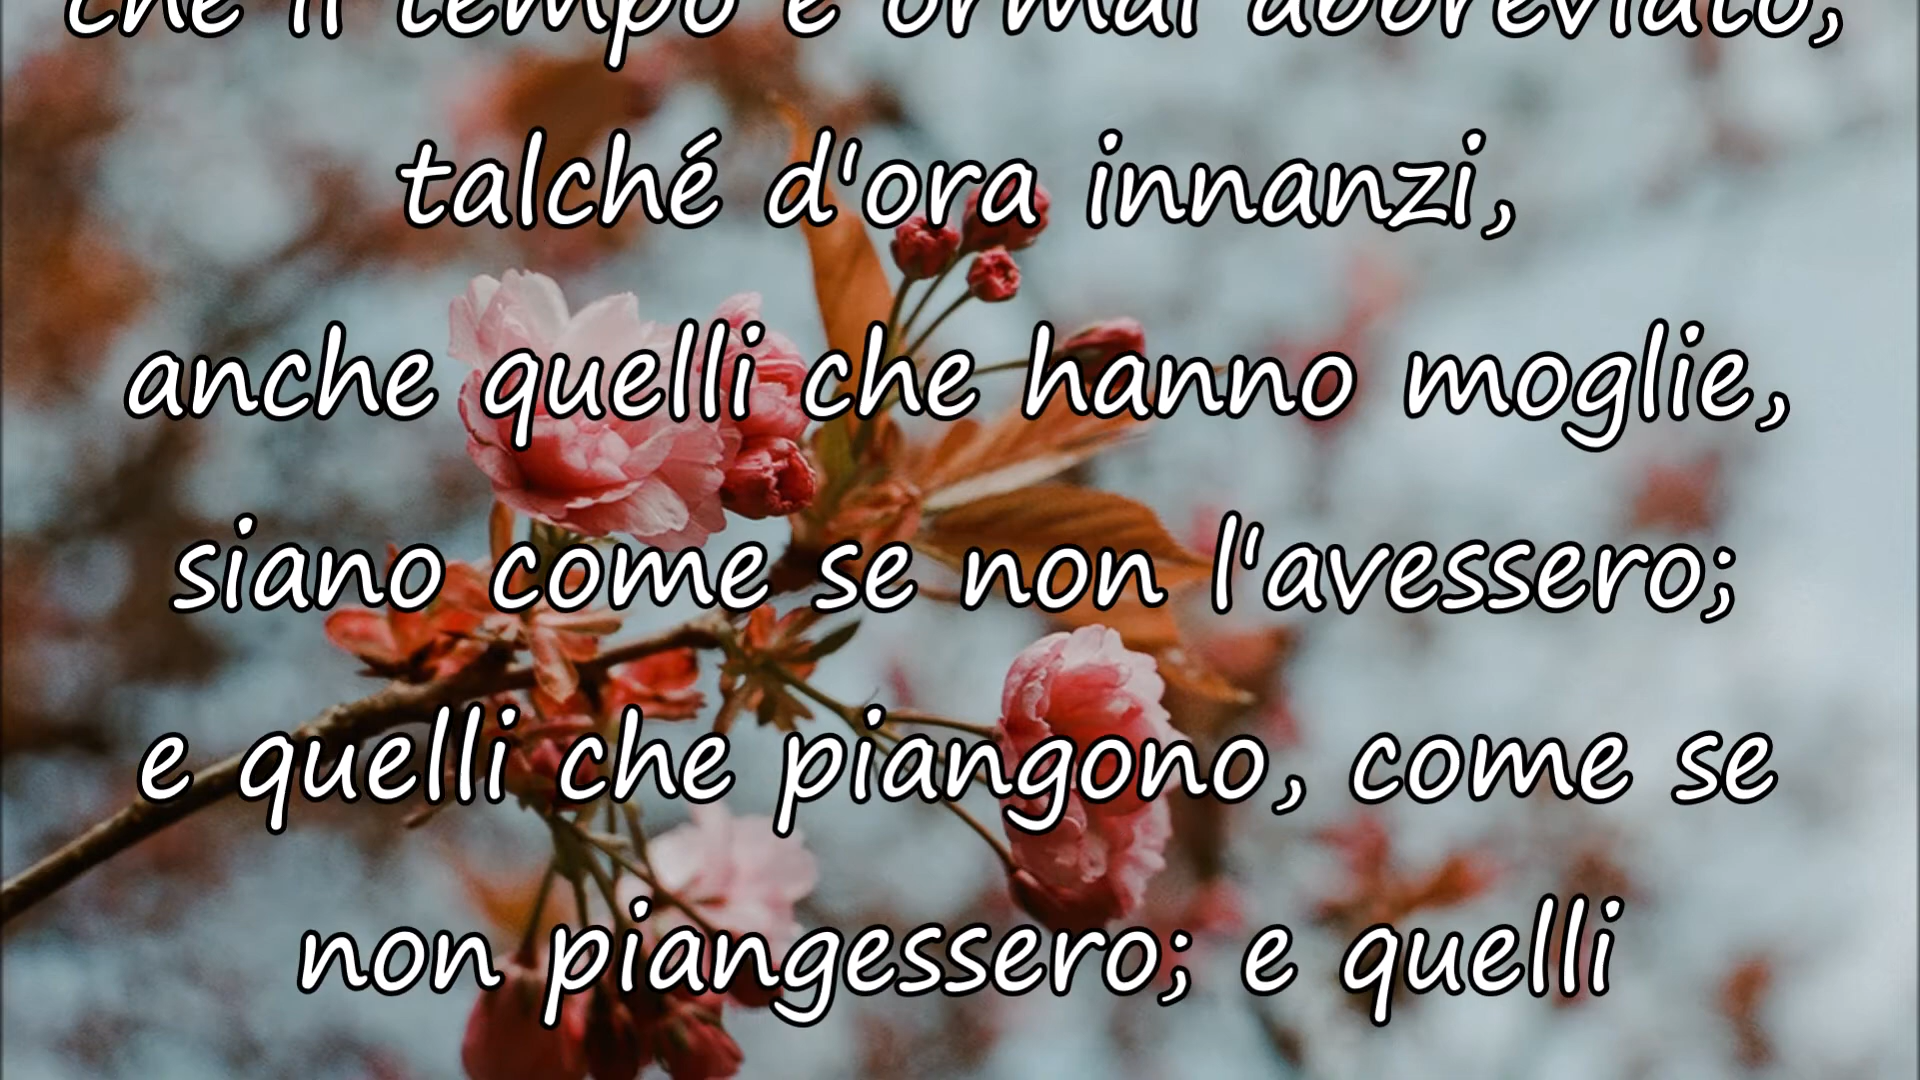 che il tempo è ormai abbreviato,
talché d'ora innanzi,
anche quelli che hanno moglie,
siano come se non l'avessero;
e quelli che piangono, come se
non piangessero; e quelli